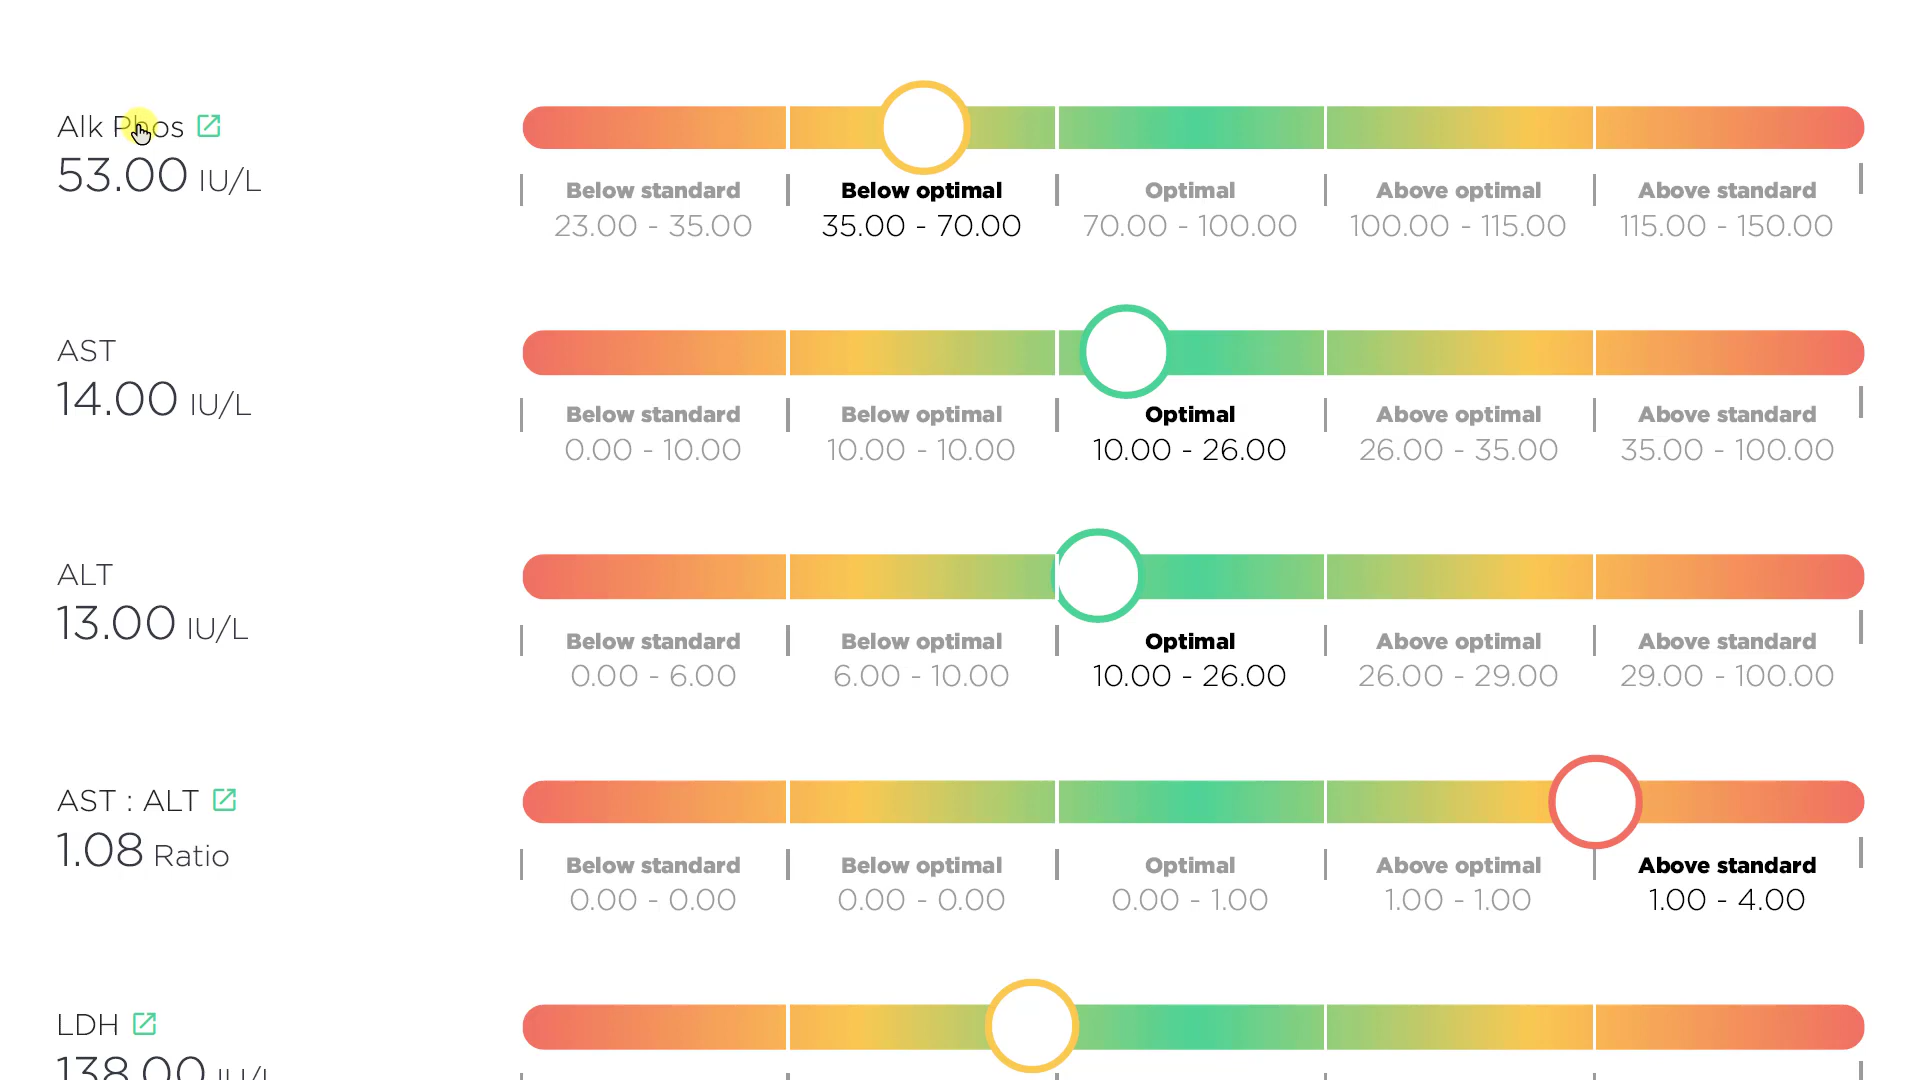 Alk Phos
53.00 IU/L
Below standard Below optimal Optimal Above optimal Above standard
23.00 - 35.00 35.00 - 70.00 70.00 - 100.00 100.00 - 115.00 115.00 - 150.00
AST
14.00 IU/L
Below standard Below optimal Optimal Above optimal Above standard
0.00 - 10.00 10.00 - 10.00 10.00 - 26.00 26.00 - 35.00 35.00 - 100.00
ALT
13.00 IU/L
Below standard Below optimal Optimal Above optimal Above standard
0.00 - 6.00 6.00 - 10.00 10.00 - 26.00 26.00 - 29.00 29.00 - 100.00
AST : ALT
1.08 Ratio
Below standard Below optimal Optimal Above optimal Above standard
0.00 - 0.00 0.00 - 0.00 0.00 - 1.00 1.00 - 1.00 1.00 - 4.00
LDH
138.00 IU/L